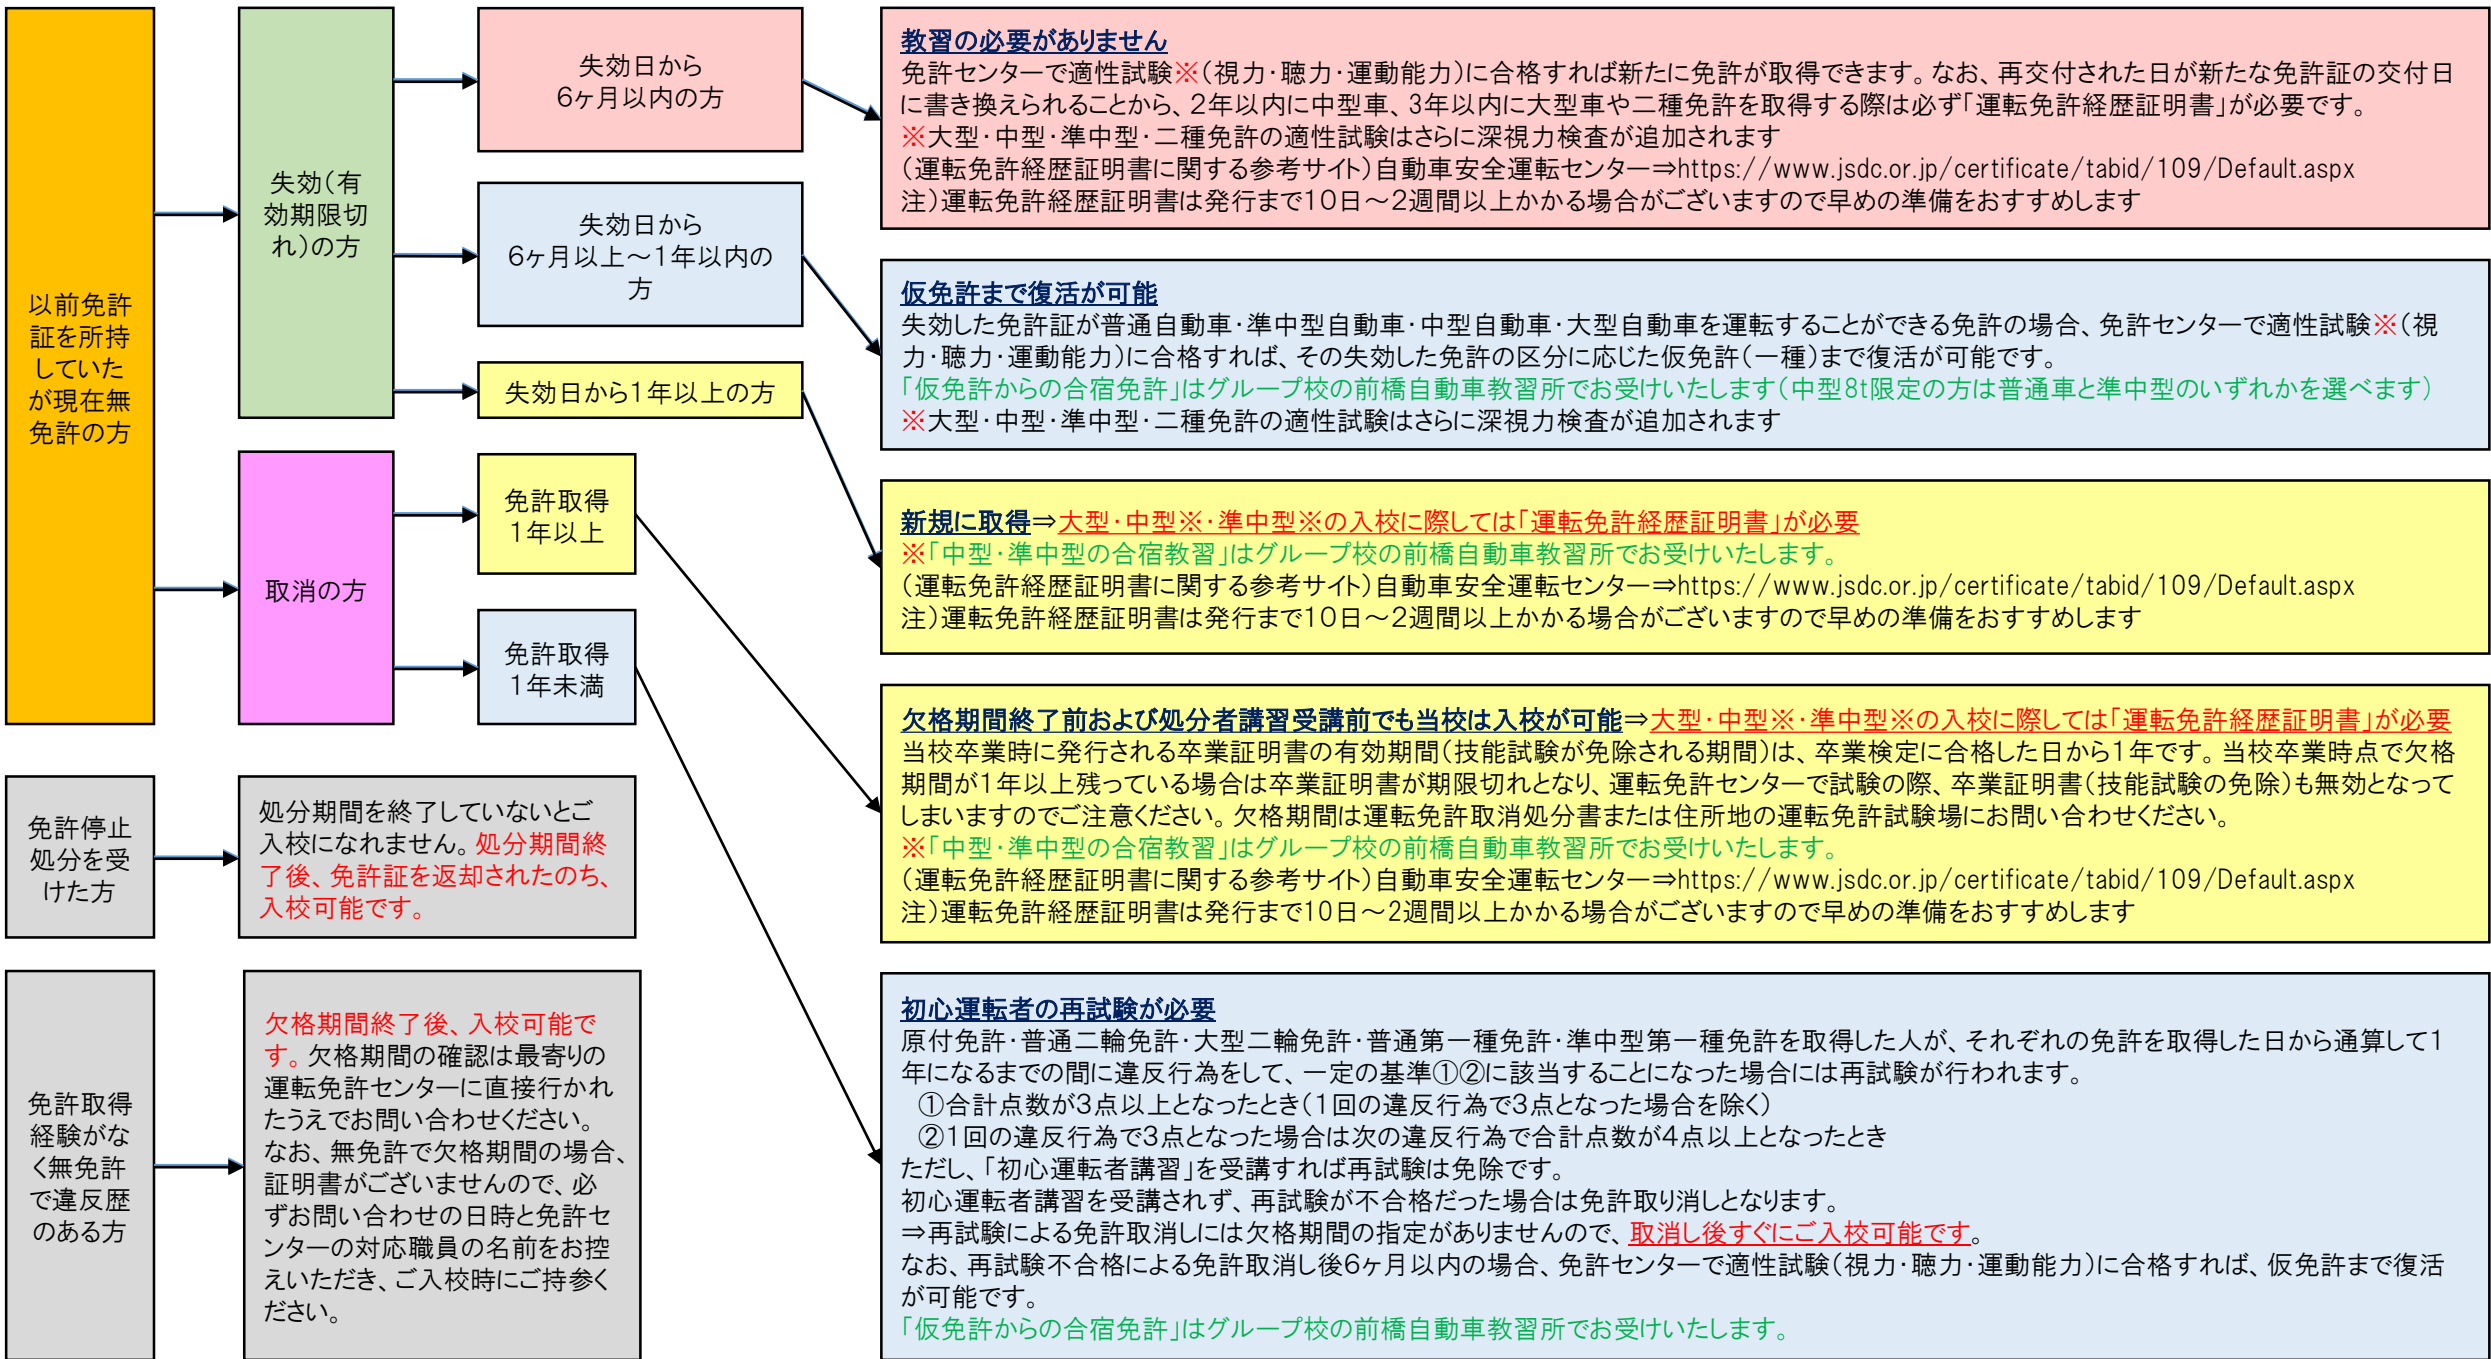 以前免許
証を所持
していた
が現在無
免許の方
失効(有
効期限切
れ)の方
失効日から
6ヶ月以内の方
失効日から
6ヶ月以上～1年以内の
方
失効日から1年以上の方
取消の方
免許取得
1年以上
免許取得
1年未満
教習の必要がありません
免許センターで適性試験※(視力・聴力・運動能力)に合格すれば新たに免許が取得できます。なお、再交付された日が新たな免許証の交付日
に書き換えられることから、2年以内に中型車、3年以内に大型車や二種免許を取得する際は必ず「運転免許経歴証明書」が必要です。
※大型・中型・準中型・二種免許の適性試験はさらに深視力検査が追加されます
(運転免許経歴証明書に関する参考サイト)自動車安全運転センター⇒https://www.jsdc.or.jp/certificate/tabid/109/Default.aspx
注)運転免許経歴証明書は発行まで10日～2週間以上かかる場合がございますので早めの準備をおすすめします
仮免許まで復活が可能
失効した免許証が普通自動車・準中型自動車・中型自動車・大型自動車を運転することができる免許の場合、免許センターで適性試験※(視
力・聴力・運動能力)に合格すれば、その失効した免許の区分に応じた仮免許(一種)まで復活が可能です。
「仮免許からの合宿免許」はグループ校の前橋自動車教習所でお受けいたします(中型8t限定の方は普通車と準中型のいずれかを選べます)
※大型・中型・準中型・二種免許の適性試験はさらに深視力検査が追加されます
新規に取得⇒大型・中型※・準中型※の入校に際しては「運転免許経歴証明書」が必要
※「中型・準中型の合宿教習」はグループ校の前橋自動車教習所でお受けいたします。
(運転免許経歴証明書に関する参考サイト)自動車安全運転センター⇒https://www.jsdc.or.jp/certificate/tabid/109/Default.aspx
注)運転免許経歴証明書は発行まで10日～2週間以上かかる場合がございますので早めの準備をおすすめします
欠格期間終了前および処分者講習受講前でも当校は入校が可能⇒大型・中型※・準中型※の入校に際しては「運転免許経歴証明書」が必要
当校卒業時に発行される卒業証明書の有効期間(技能試験が免除される期間)は、卒業検定に合格した日から1年です。当校卒業時点で欠格
期間が1年以上残っている場合は卒業証明書が期限切れとなり、運転免許センターで試験の際、卒業証明書(技能試験の免除)も無効となって
しまいますのでご注意ください。欠格期間は運転免許取消処分書または住所地の運転免許試験場にお問い合わせください。
※「中型・準中型の合宿教習」はグループ校の前橋自動車教習所でお受けいたします。
(運転免許経歴証明書に関する参考サイト)自動車安全運転センター⇒https://www.jsdc.or.jp/certificate/tabid/109/Default.aspx
注)運転免許経歴証明書は発行まで10日～2週間以上かかる場合がございますので早めの準備をおすすめします
初心運転者の再試験が必要
原付免許・普通二輪免許・大型二輪免許・普通第一種免許・準中型第一種免許を取得した人が、それぞれの免許を取得した日から通算して1
年になるまでの間に違反行為をして、一定の基準①②に該当することになった場合には再試験が行われます。
①合計点数が3点以上となったとき(1回の違反行為で3点となった場合を除く)
②1回の違反行為で3点となった場合は次の違反行為で合計点数が4点以上となったとき
ただし、「初心運転者講習」を受講すれば再試験は免除です。
初心運転者講習を受講されず、再試験が不合格だった場合は免許取り消しとなります。
⇒再試験による免許取消しには欠格期間の指定がありませんので、取消し後すぐにご入校可能です。
なお、再試験不合格による免許取消し後6ヶ月以内の場合、免許センターで適性試験(視力・聴力・運動能力)に合格すれば、仮免許まで復活
が可能です。
「仮免許からの合宿免許」はグループ校の前橋自動車教習所でお受けいたします。
免許停止
処分を受
けた方
処分期間を終了していないとご
入校になれません。処分期間終
了後、免許証を返却されたのち、
入校可能です。
免許取得
経験がな
く無免許
で違反歴
のある方
欠格期間終了後、入校可能で
す。欠格期間の確認は最寄りの
運転免許センターに直接行かれ
たうえでお問い合わせください。
なお、無免許で欠格期間の場合、
証明書がございませんので、必
ずお問い合わせの日時と免許セ
ンターの対応職員の名前をお控
えいただき、ご入校時にご持参く
ださい。